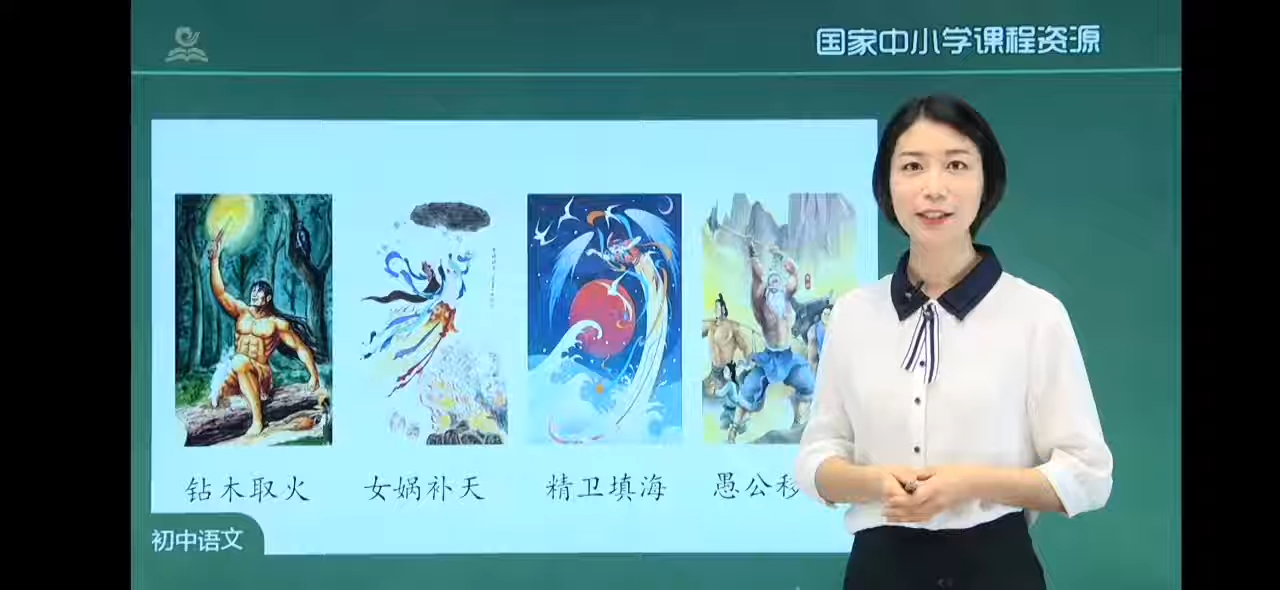 国家中小学课程资源
钻木取火
女娲补天
精卫填海
愚公移
初中语文